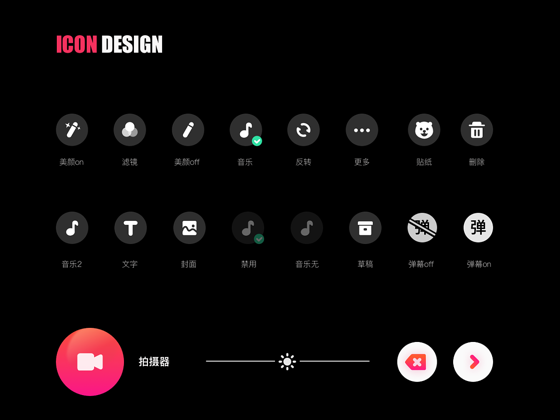 ICON DESIGN
美颜on 滤镜 美颜off 音乐 反转 更多 贴纸 删除
T 弹 弹
音乐2 文字 封面 禁用 音乐无 草稿 弹幕off 弹幕on
拍摄器